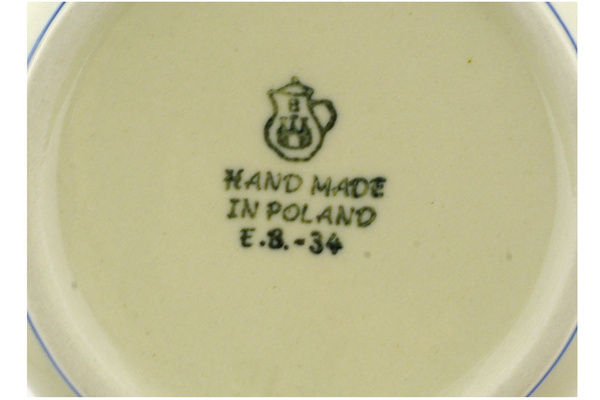 B
HAND MADE
IN POLAND
E.B.-34